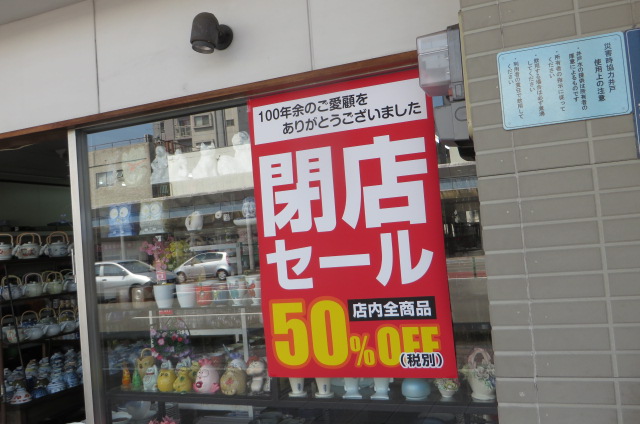 100年余のご愛顧を
ありがとうございました
閉店
セール
50%OFF
店内全商品
(税別)
災害時協力井戸
使用上の注意